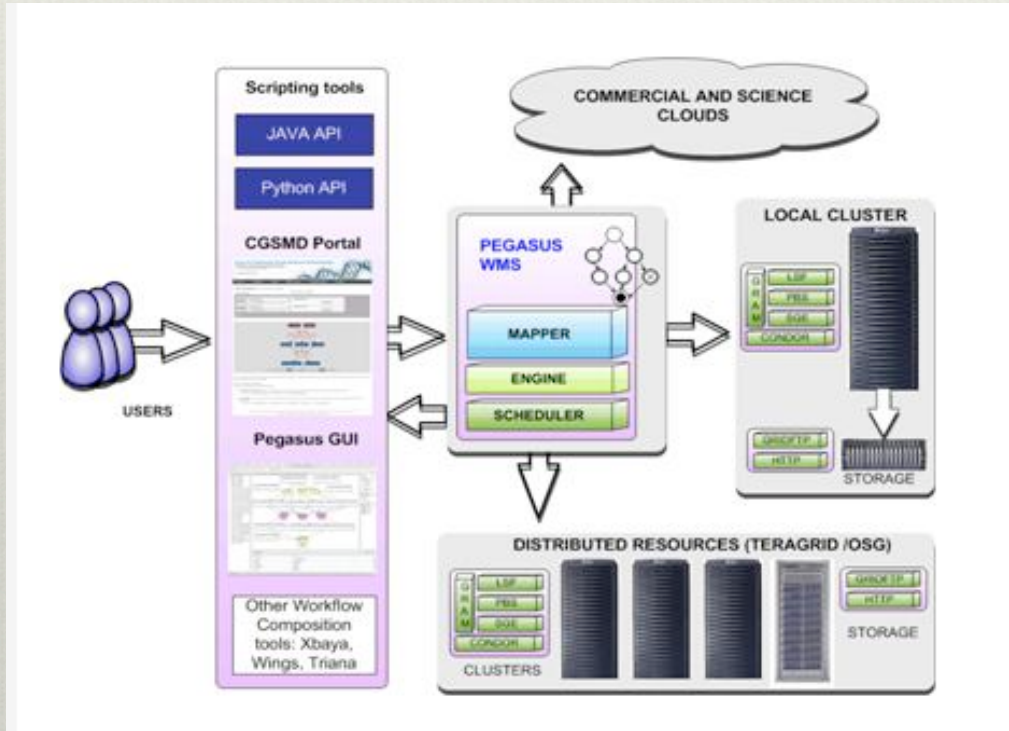 Scripting tools
JAVA API
Python API
CGSMD Portal
Pegasus GUI
Other Workflow
Composition
tools: Xbaya,
Wings, Triana
USERS
PEGASUS
WMS
MAPPER
ENGINE
SCHEDULER
COMMERCIAL AND SCIENCE
CLOUDS
LOCAL CLUSTER
GRAM
LSF
PBS
SGE
CONDOR
GRIDFTP
HTTP
STORAGE
DISTRIBUTED RESOURCES (TERAGRID /OSG)
GRAM
LSF
PBS
SGE
CONDOR
CLUSTERS
GRIDFTP
HTTP
STORAGE